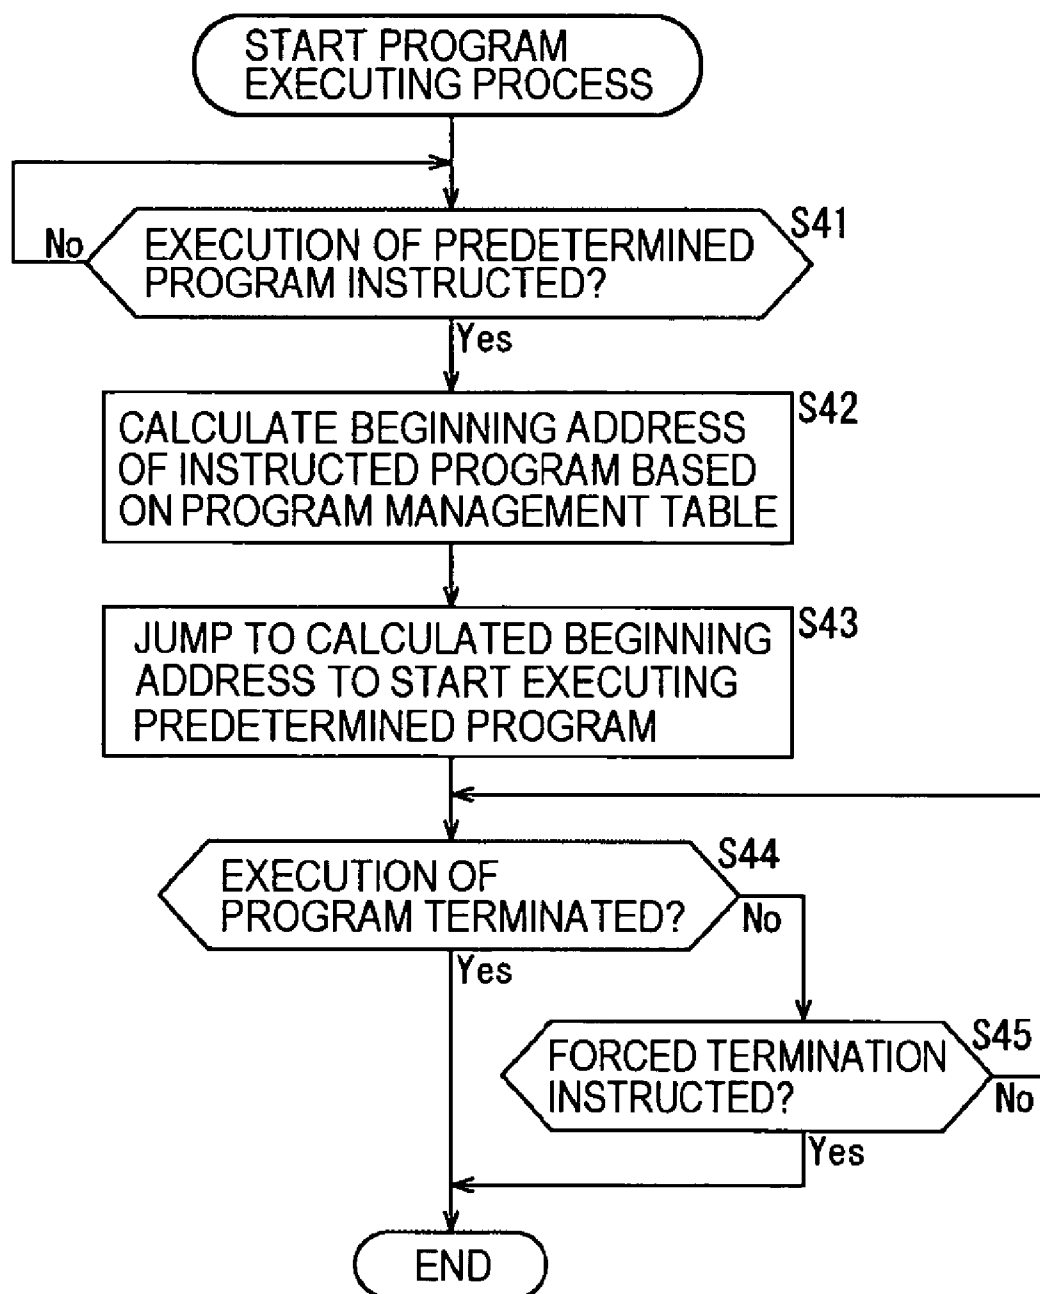 START PROGRAM
EXECUTING PROCESS
S41
No
EXECUTION OF PREDETERMINED
PROGRAM INSTRUCTED?
Yes
S42
CALCULATE BEGINNING ADDRESS
OF INSTRUCTED PROGRAM BASED
ON PROGRAM MANAGEMENT TABLE
S43
JUMP TO CALCULATED BEGINNING
ADDRESS TO START EXECUTING
PREDETERMINED PROGRAM
S44
EXECUTION OF
PROGRAM TERMINATED?
No
Yes
S45
FORCED TERMINATION
INSTRUCTED?
No
Yes
END